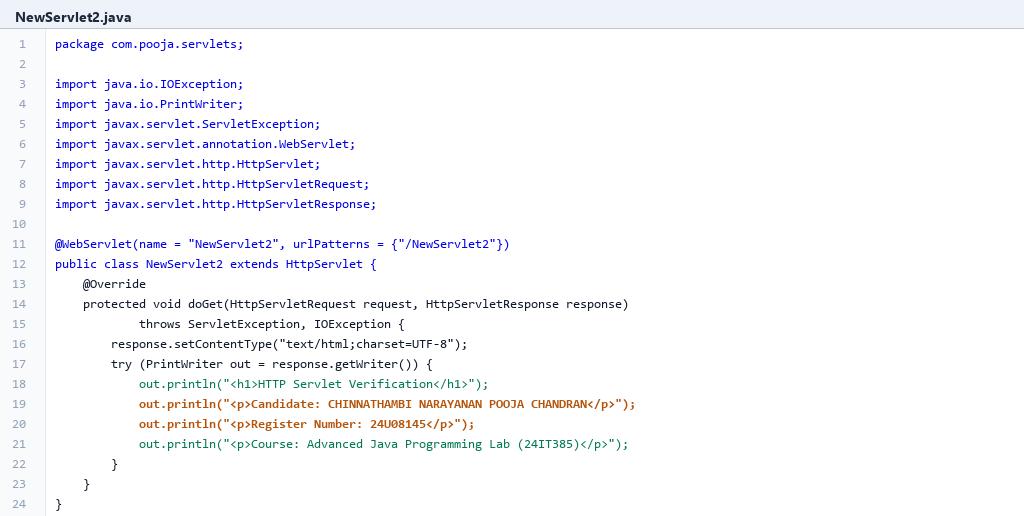 NewServlet2.java
1 package com.pooja.servlets;
2
3 import java.io.IOException;
4 import java.io.PrintWriter;
5 import javax.servlet.ServletException;
6 import javax.servlet.annotation.WebServlet;
7 import javax.servlet.http.HttpServlet;
8 import javax.servlet.http.HttpServletRequest;
9 import javax.servlet.http.HttpServletResponse;
10
11 @WebServlet(name = "NewServlet2", urlPatterns = {"/NewServlet2"})
12 public class NewServlet2 extends HttpServlet {
13     @Override
14     protected void doGet(HttpServletRequest request, HttpServletResponse response)
15             throws ServletException, IOException {
16         response.setContentType("text/html;charset=UTF-8");
17         try (PrintWriter out = response.getWriter()) {
18             out.println("<h1>HTTP Servlet Verification</h1>");
19             out.println("<p>Candidate: CHINNATHAMBI NARAYANAN POOJA CHANDRAN</p>");
20             out.println("<p>Register Number: 24U08145</p>");
21             out.println("<p>Course: Advanced Java Programming Lab (24IT385)</p>");
22         }
23     }
24 }